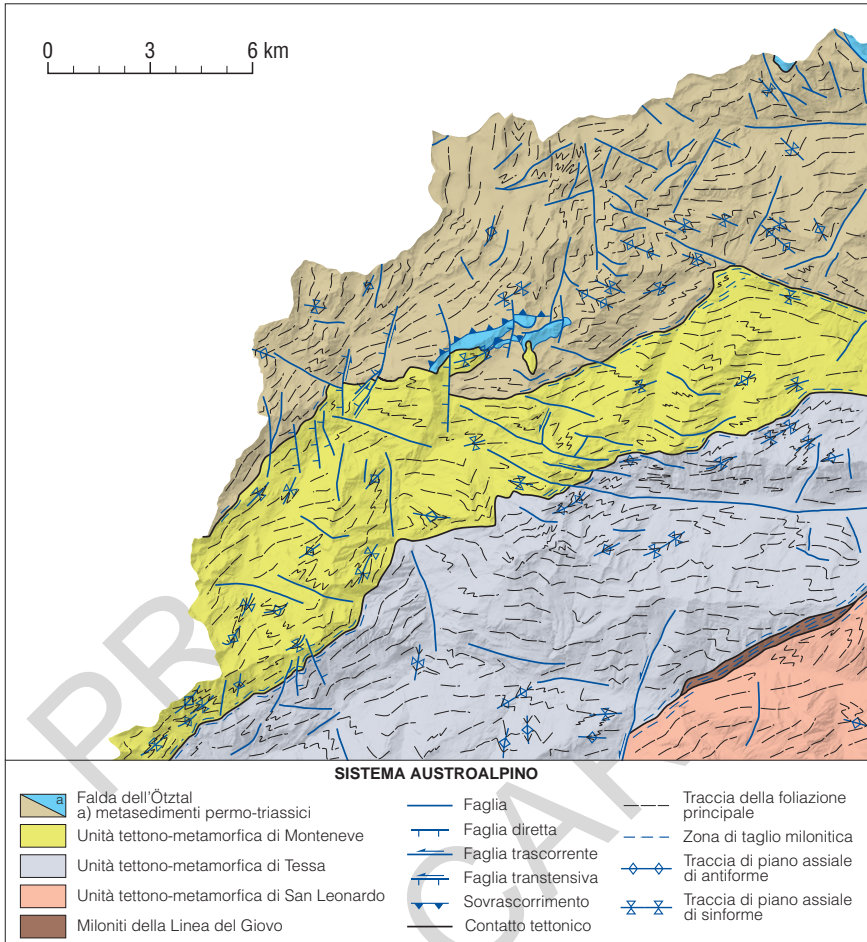 0 3 6 km
SISTEMA AUSTROALPINO
a
Falda dell'Ötztal
a) metasedimenti permo-triassici
Unità tettono-metamorfica di Monteneve
Unità tettono-metamorfica di Tessa
Unità tettono-metamorfica di San Leonardo
Miloniti della Linea del Giovo
Faglia
Faglia diretta
Faglia trascorrente
Faglia transtensiva
Sovrascorrimento
Contatto tettonico
Traccia della foliazione
principale
Zona di taglio milonitica
Traccia di piano assiale
di antiforme
Traccia di piano assiale
di sinforme